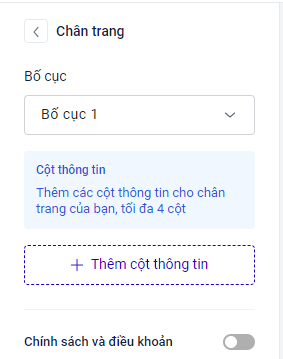 Chân trang
Bố cục
Bố cục 1
Cột thông tin
Thêm các cột thông tin cho chân
trang của bạn, tối đa 4 cột
+ Thêm cột thông tin
Chính sách và điều khoản